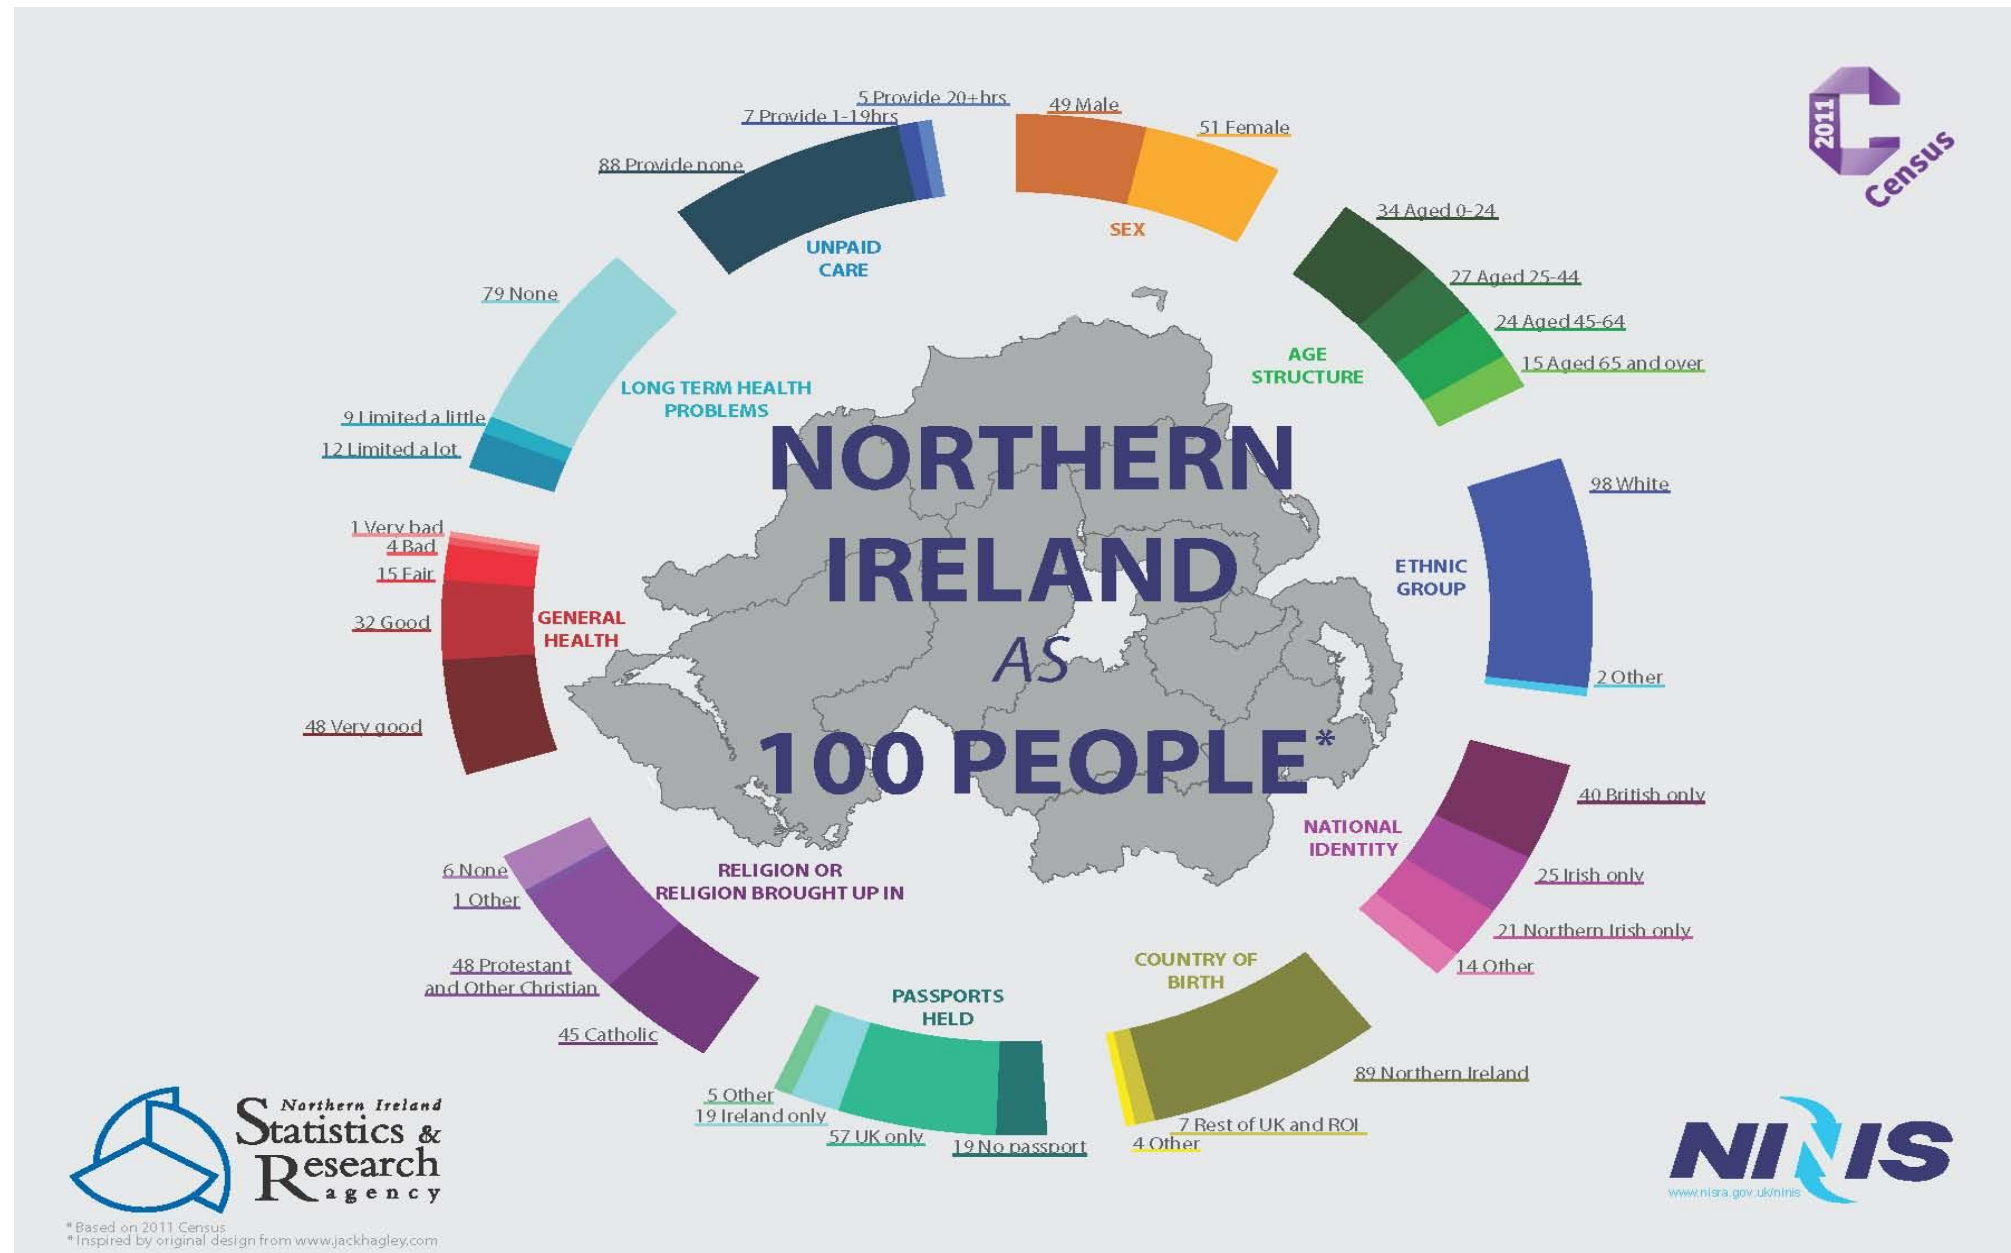 5 Provide 20+hrs
7 Provide 1-19hrs
88 Provide none
UNPAID
CARE
49 Male
51 Female
SEX
2011
Census
34 Aged 0-24
27 Aged 25-44
24 Aged 45-64
15 Aged 65 and over
AGE
STRUCTURE
98 White
ETHNIC
GROUP
2 Other
40 British only
NATIONAL
IDENTITY
25 Irish only
21 Northern Irish only
14 Other
COUNTRY OF
BIRTH
89 Northern Ireland
7 Rest of UK and ROI
4 Other
PASSPORTS
HELD
5 Other
19 Ireland only
57 UK only
19 No passport
RELIGION OR
RELIGION BROUGHT UP IN
6 None
1 Other
48 Protestant
and Other Christian
45 Catholic
1 Very bad
4 Bad
15 Fair
32 Good
GENERAL
HEALTH
48 Very good
79 None
LONG TERM HEALTH
PROBLEMS
9 Limited a little
12 Limited a lot
NORTHERN
IRELAND
AS
100 PEOPLE*
Northern Ireland
Statistics &
Research
agency
* Based on 2011 Census
* Inspired by original design from www.jackhagley.com
NINIS
www.nisra.gov.uk/ninis